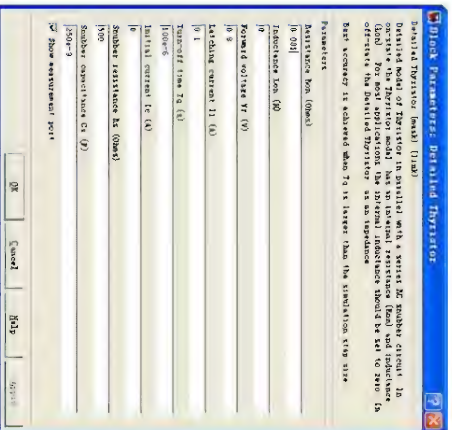 Block Parameters: Detailed Thyristor
Detailed Thyristor (mask) (link)
Detailed model of Thyristor in parallel with a series RC snubber circuit. In
on-state the Thyristor model has an internal resistance (Ron) and inductance
(Lon). For most applications the internal inductance should be set to zero. In
off-state the Detailed Thyristor as an impedance
Best accuracy is achieved when Tq is larger than the simulation step size
Parameters
Resistance Ron (Ohms)
0.001
Inductance Lon (H)
0
Forward voltage Vf (V)
0.8
Latching current Il (A)
0.1
Turn-off time Tq (s)
100e-6
Initial current Ic (A)
0
Snubber resistance Rs (Ohms)
500
Snubber capacitance Cs (F)
250e-9
Show measurement port
OK
Cancel
Help
Apply